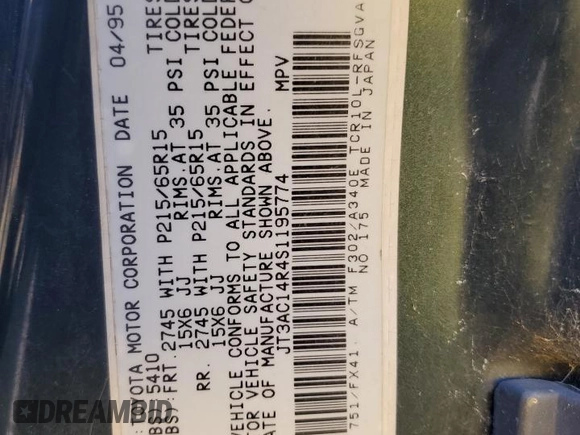 :TOYOTA MOTOR CORPORATION DATE 04/95
5410
FRT. 2745 WITH P215/65R15 TIRES
15X6 JJ RIMS.AT 35 PSI COLD
RR. 2745 WITH P215/65R15 TIRES
15X6 JJ RIMS.AT 35 PSI COLD
VEHICLE CONFORMS TO ALL APPLICABLE
VEHICLE SAFETY STANDARDS IN EFFECT
OF MANUFACTURE SHOWN ABOVE.
JT3AC14R4S1195774 MPV
751/FX41. A/TM F302/A340E TCR10L-RFSGVA
NO 175 MADE IN JAPAN
DREAMBID